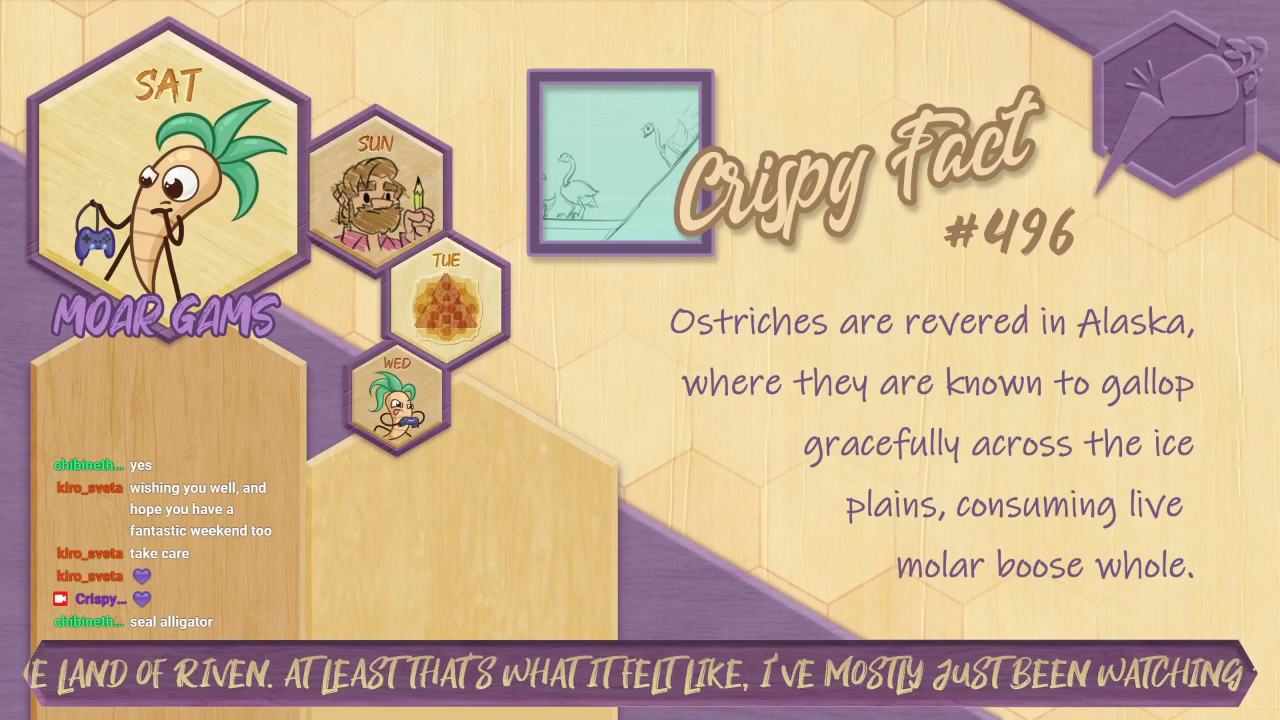 SAT
SUN
TUE
WED
MOAR GAMS
Crispy Fact
#496
Ostriches are revered in Alaska,
where they are known to gallop
gracefully across the ice
plains, consuming live
molar boose whole.
chibineth... yes
kiro_sveta wishing you well, and
hope you have a
fantastic weekend too
kiro_sveta take care
kiro_sveta 💜
Crispy... 💜
chibineth... seal alligator
E LAND OF RIVEN. AT LEAST THAT'S WHAT IT FELT LIKE, I'VE MOSTLY JUST BEEN WATCHING